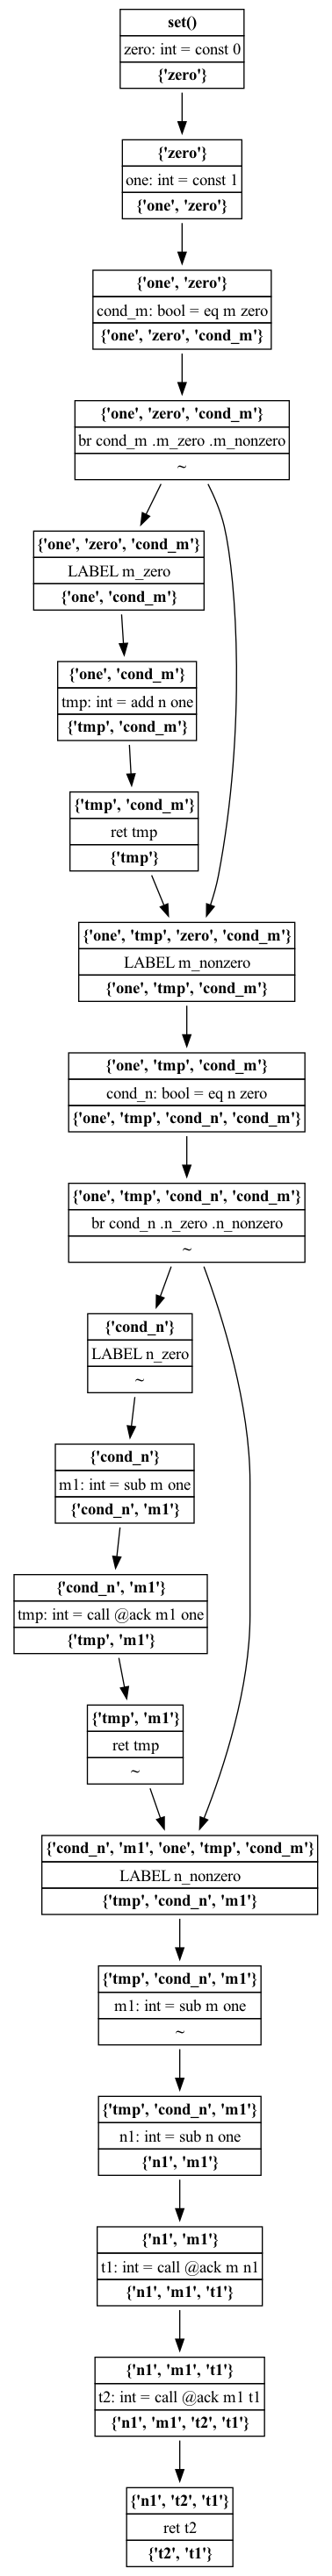 set()
zero: int = const 0
{'zero'}
{'zero'}
one: int = const 1
{'one', 'zero'}
{'one', 'zero'}
cond_m: bool = eq m zero
{'one', 'zero', 'cond_m'}
{'one', 'zero', 'cond_m'}
br cond_m .m_zero .m_nonzero
~
{'one', 'zero', 'cond_m'}
LABEL m_zero
{'one', 'cond_m'}
{'one', 'cond_m'}
tmp: int = add n one
{'tmp', 'cond_m'}
{'tmp', 'cond_m'}
ret tmp
{'tmp'}
{'one', 'tmp', 'zero', 'cond_m'}
LABEL m_nonzero
{'one', 'tmp', 'cond_m'}
{'one', 'tmp', 'cond_m'}
cond_n: bool = eq n zero
{'one', 'tmp', 'cond_n', 'cond_m'}
{'one', 'tmp', 'cond_n', 'cond_m'}
br cond_n .n_zero .n_nonzero
~
{'cond_n'}
LABEL n_zero
~
{'cond_n'}
m1: int = sub m one
{'cond_n', 'm1'}
{'cond_n', 'm1'}
tmp: int = call @ack m1 one
{'tmp', 'm1'}
{'tmp', 'm1'}
ret tmp
~
{'cond_n', 'm1', 'one', 'tmp', 'cond_m'}
LABEL n_nonzero
{'tmp', 'cond_n', 'm1'}
{'tmp', 'cond_n', 'm1'}
m1: int = sub m one
~
{'tmp', 'cond_n', 'm1'}
n1: int = sub n one
{'n1', 'm1'}
{'n1', 'm1'}
t1: int = call @ack m n1
{'n1', 'm1', 't1'}
{'n1', 'm1', 't1'}
t2: int = call @ack m1 t1
{'n1', 'm1', 't2', 't1'}
{'n1', 't2', 't1'}
ret t2
{'t2', 't1'}